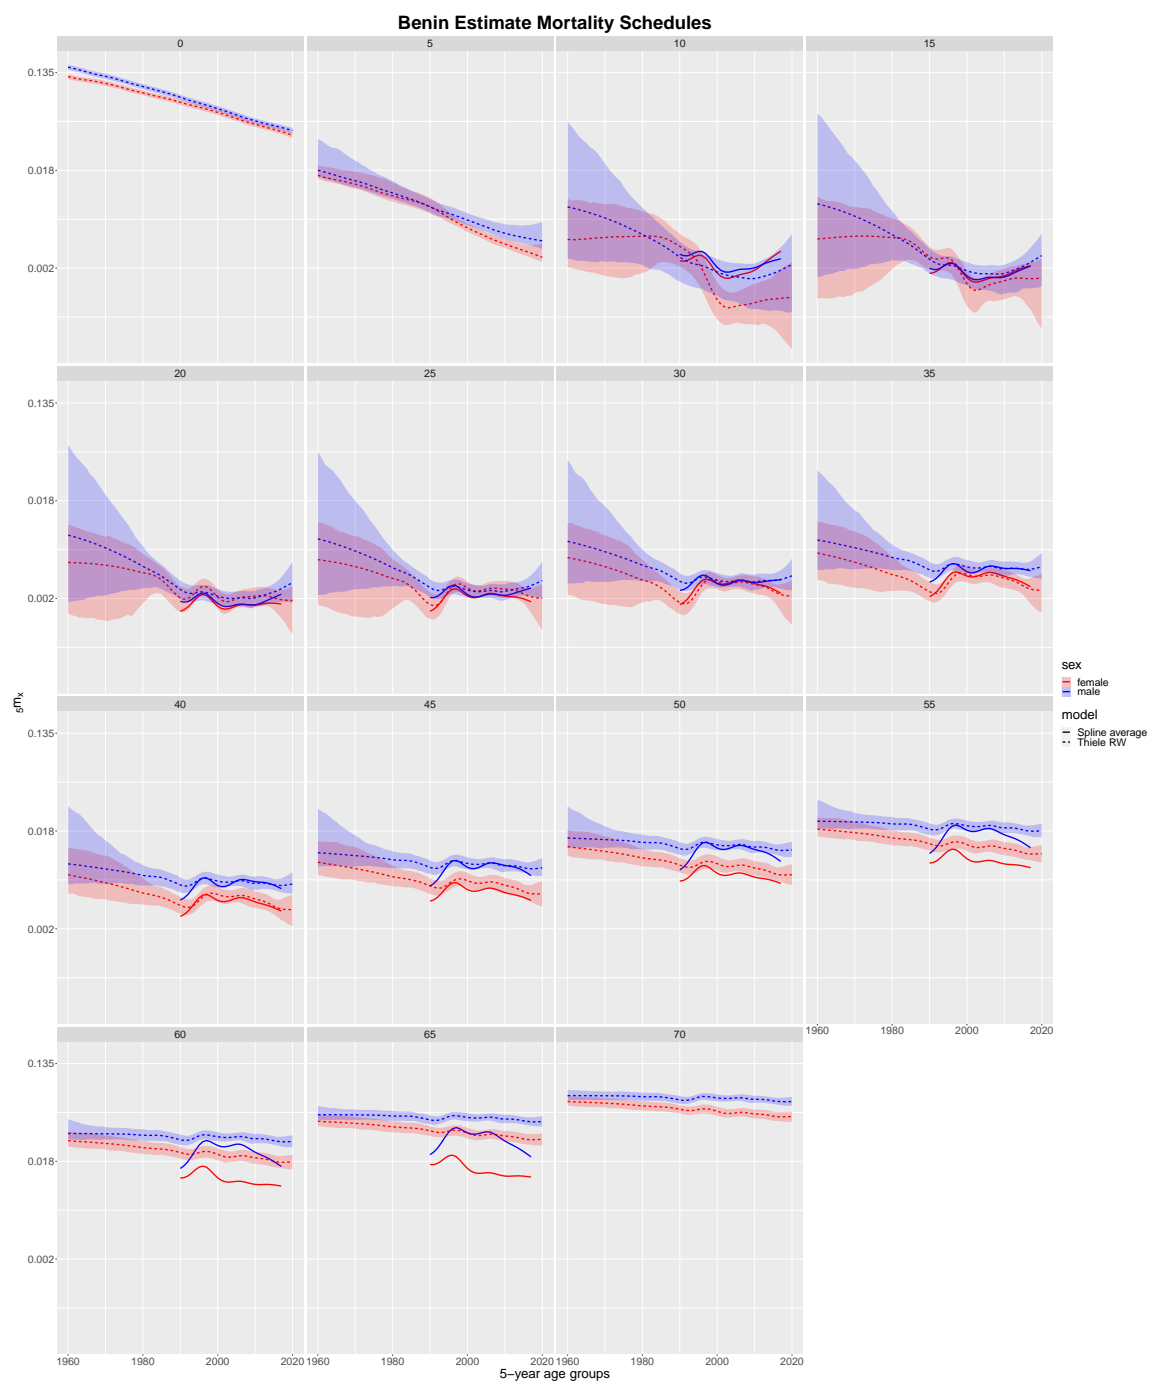 Benin Estimate Mortality Schedules
0 5 10 15
0.135
0.018
0.002
20 25 30 35
0.135
0.018
0.002
40 45 50 55
0.135
0.018
0.002
1960 1980 2000 2020
60 65 70
0.135
0.018
0.002
1960 1980 2000 2020 1960 1980 2000 2020 1960 1980 2000 2020
5−year age groups
5mx
sex
female
male
model
Spline average
Thiele RW